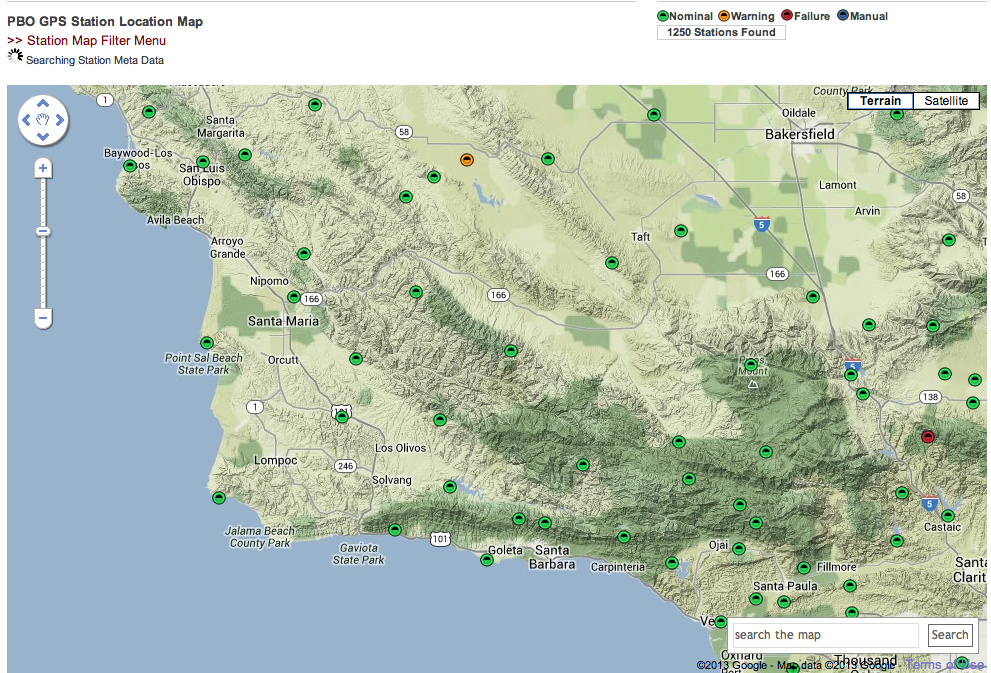 PBO GPS Station Location Map
>> Station Map Filter Menu
Searching Station Meta Data
Nominal Warning Failure Manual
1250 Stations Found
Terrain Satellite
County Park
1
Santa
Margarita
58
Oildale
Bakersfield
Baywood-Los
San Luis
Obispo
Lamont
58
Avila Beach
Arvin
5
Taft
Arroyo
Grande
166
Nipomo
166
166
Santa Maria
Point Sal Beach
State Park
Orcutt
Mount
5
138
1
101
Los Olivos
Lompoc
246
Solvang
5
Castaic
Jalama Beach
County Park
101
Gaviota
State Park
Goleta
Santa
Barbara
Carpinteria
Ojai
Fillmore
Santa
Clarit
Santa Paula
Ve
search the map Search
Oxnard
Thousand
©2013 Google - Map data ©2013 Google - Terms of Use